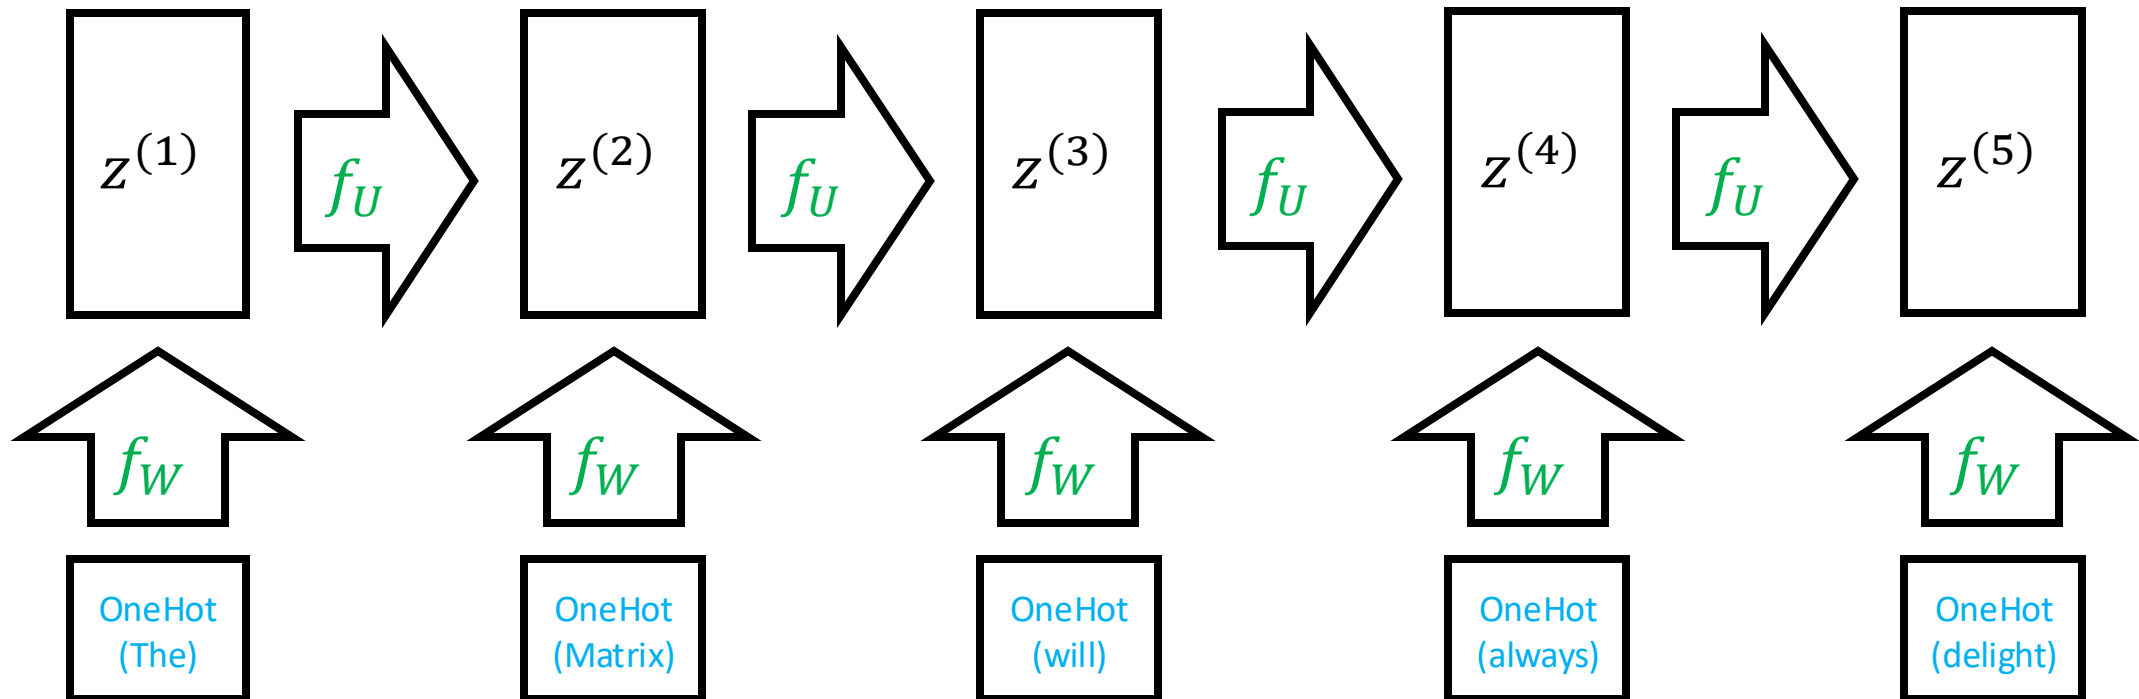 z^(1) f_U z^(2) f_U z^(3) f_U z^(4) f_U z^(5)
f_W f_W f_W f_W f_W
OneHot OneHot OneHot OneHot OneHot
(The) (Matrix) (will) (always) (delight)